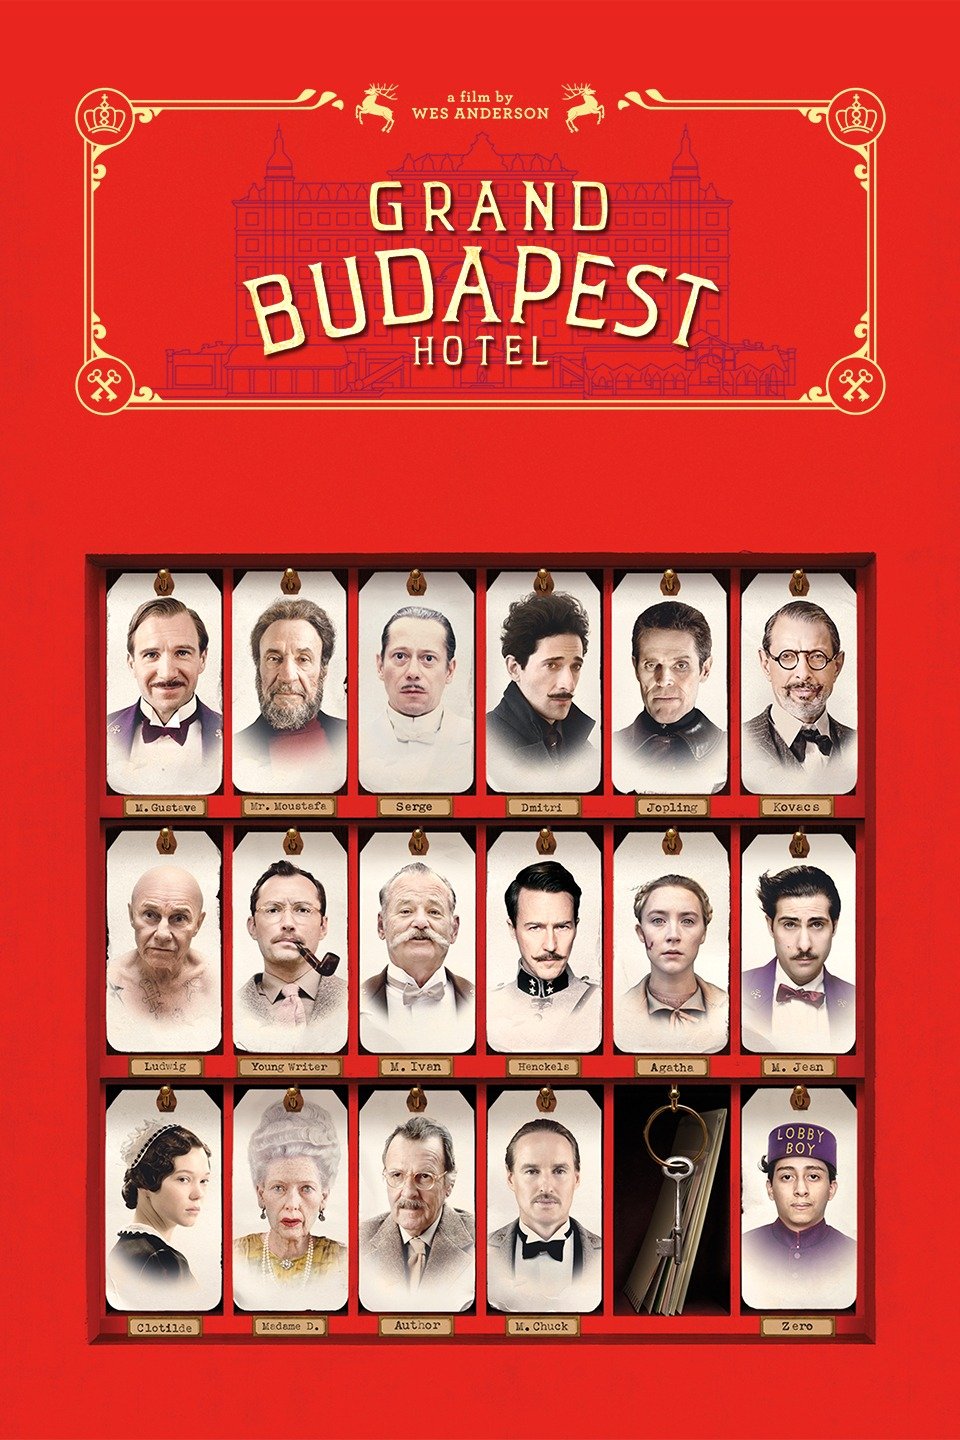 a film by
WES ANDERSON
GRAND
BUDAPEST
HOTEL
M. Gustave
Mr. Moustafa
Serge
Dmitri
Jopling
Kovacs
Ludwig
Young Writer
M. Ivan
Henckels
Agatha
M. Jean
LOBBY
BOY
Clotilde
Madame D.
Author
M. Chuck
Zero